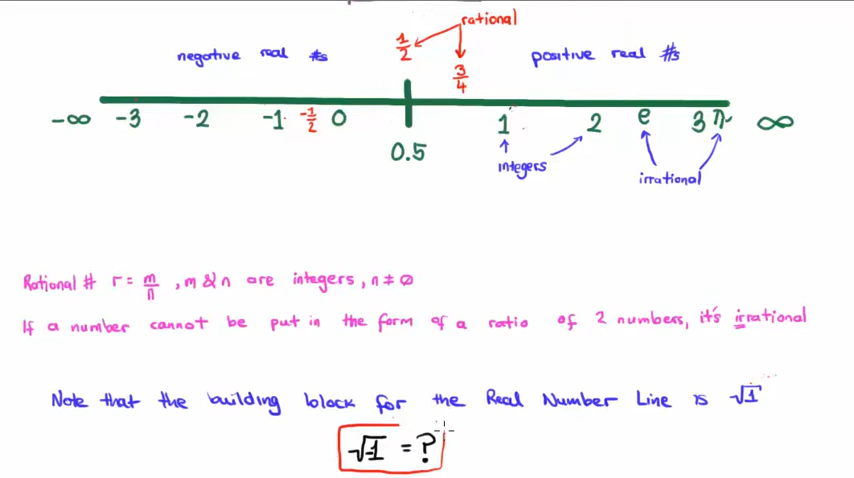 rational
negative real #s
1/2
positive real #s
3/4
-∞ -3 -2 -1 -1/2 0 1 2 e 3 π ∞
0.5
integers
irrational
Rational # r = m/n , m & n are integers, n ≠ 0
If a number cannot be put in the form of a ratio of 2 numbers, it's irrational
Note that the building block for the Real Number Line is √1
√-1 = ?